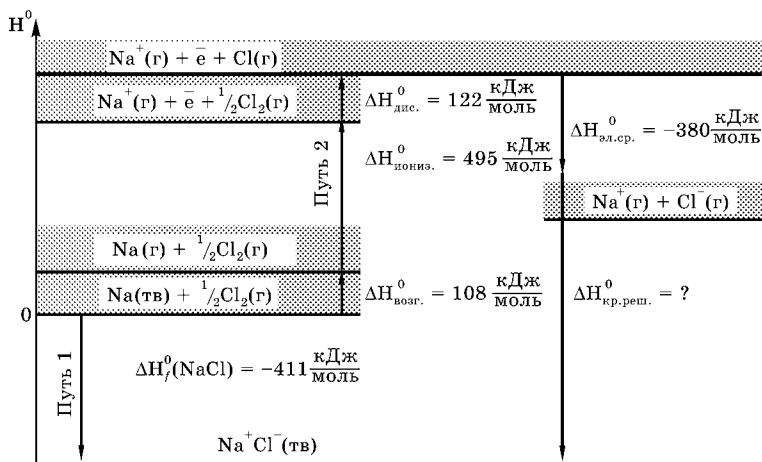 H⁰
Na⁺(г) + e̅ + Cl(г)
Na⁺(г) + e̅ + ¹/₂Cl₂(г)
ΔH⁰дис. = 122 кДж/моль
ΔH⁰эл.ср. = −380 кДж/моль
ΔH⁰иониз. = 495 кДж/моль
Путь 2
Na⁺(г) + Cl⁻(г)
Na(г) + ¹/₂Cl₂(г)
Na(тв) + ¹/₂Cl₂(г)
ΔH⁰возг. = 108 кДж/моль
ΔH⁰кр.реш. = ?
0
Путь 1
ΔH⁰f(NaCl) = −411 кДж/моль
Na⁺Cl⁻(тв)